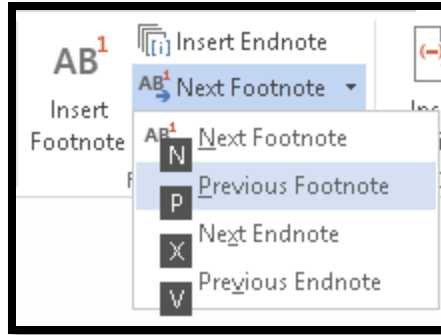 AB1
Insert
Footnote
[i] Insert Endnote
AB1 Next Footnote
AB1
N Next Footnote
P Previous Footnote
X Next Endnote
V Previous Endnote
(-)
F